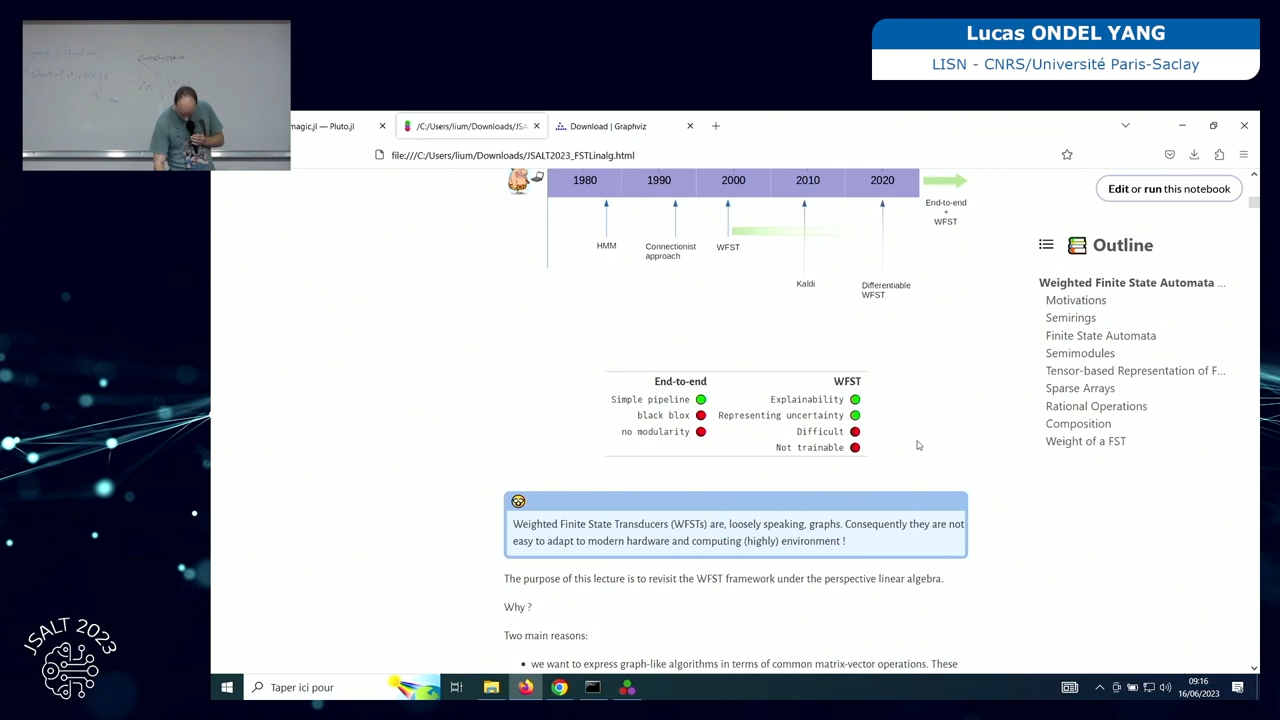 Lucas ONDEL YANG
LISN - CNRS/Université Paris-Saclay
magic.jl — Pluto.jl
/C:/Users/lium/Downloads/JSA
Download | Graphviz
file:///C:/Users/lium/Downloads/JSALT2023_FSTLinalg.html
1980 1990 2000 2010 2020
End-to-end
+
WFST
HMM
Connectionist
approach
WFST
Kaldi
Differentiable
WFST
Edit or run this notebook
Outline
Weighted Finite State Automata ...
Motivations
Semirings
Finite State Automata
Semimodules
Tensor-based Representation of F...
Sparse Arrays
Rational Operations
Composition
Weight of a FST
End-to-end WFST
Simple pipeline Explainability
black blox Representing uncertainty
no modularity Difficult
Not trainable
Weighted Finite State Transducers (WFSTs) are, loosely speaking, graphs. Consequently they are not
easy to adapt to modern hardware and computing (highly) environment !
The purpose of this lecture is to revisit the WFST framework under the perspective linear algebra.
Why ?
Two main reasons:
• we want to express graph-like algorithms in terms of common matrix-vector operations. These
JSALT 2023
Taper ici pour
09:16
16/06/2023